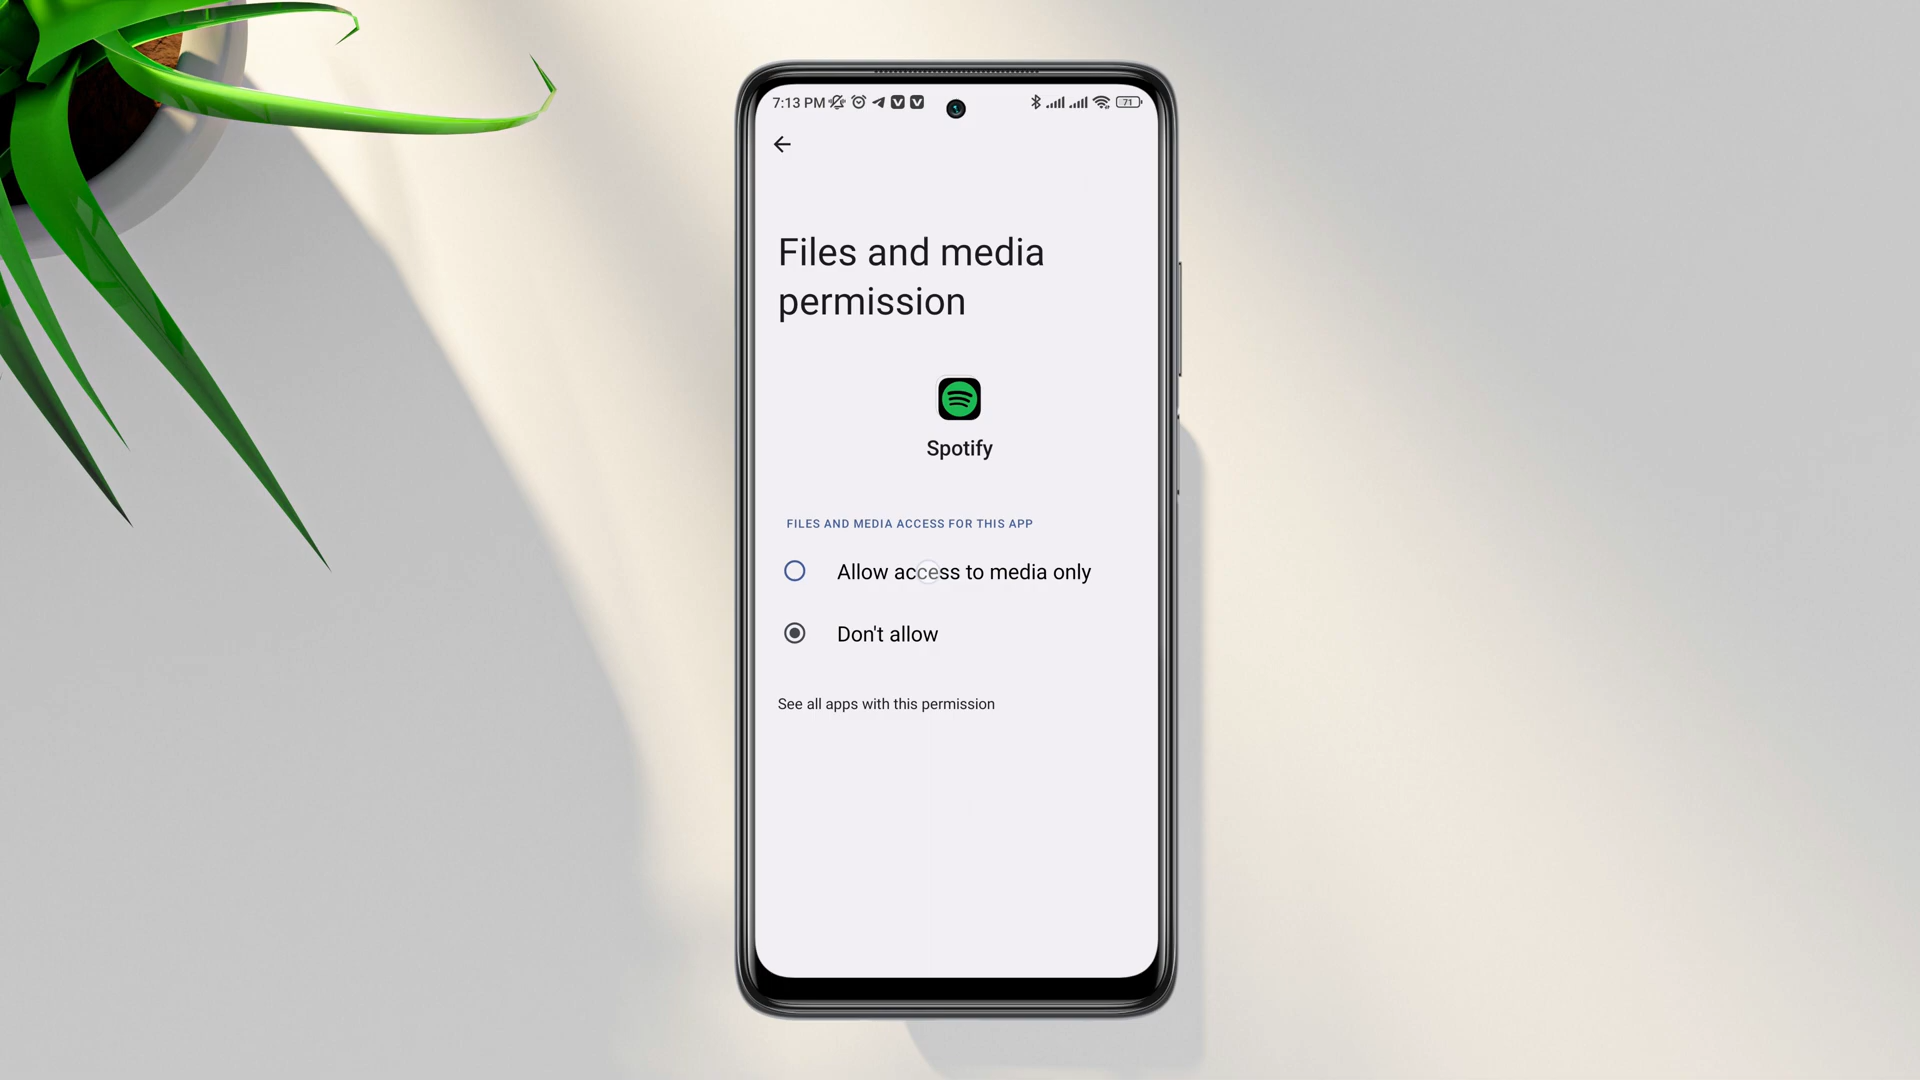 7:13 PM
71
Files and media
permission
Spotify
FILES AND MEDIA ACCESS FOR THIS APP
Allow access to media only
Don't allow
See all apps with this permission